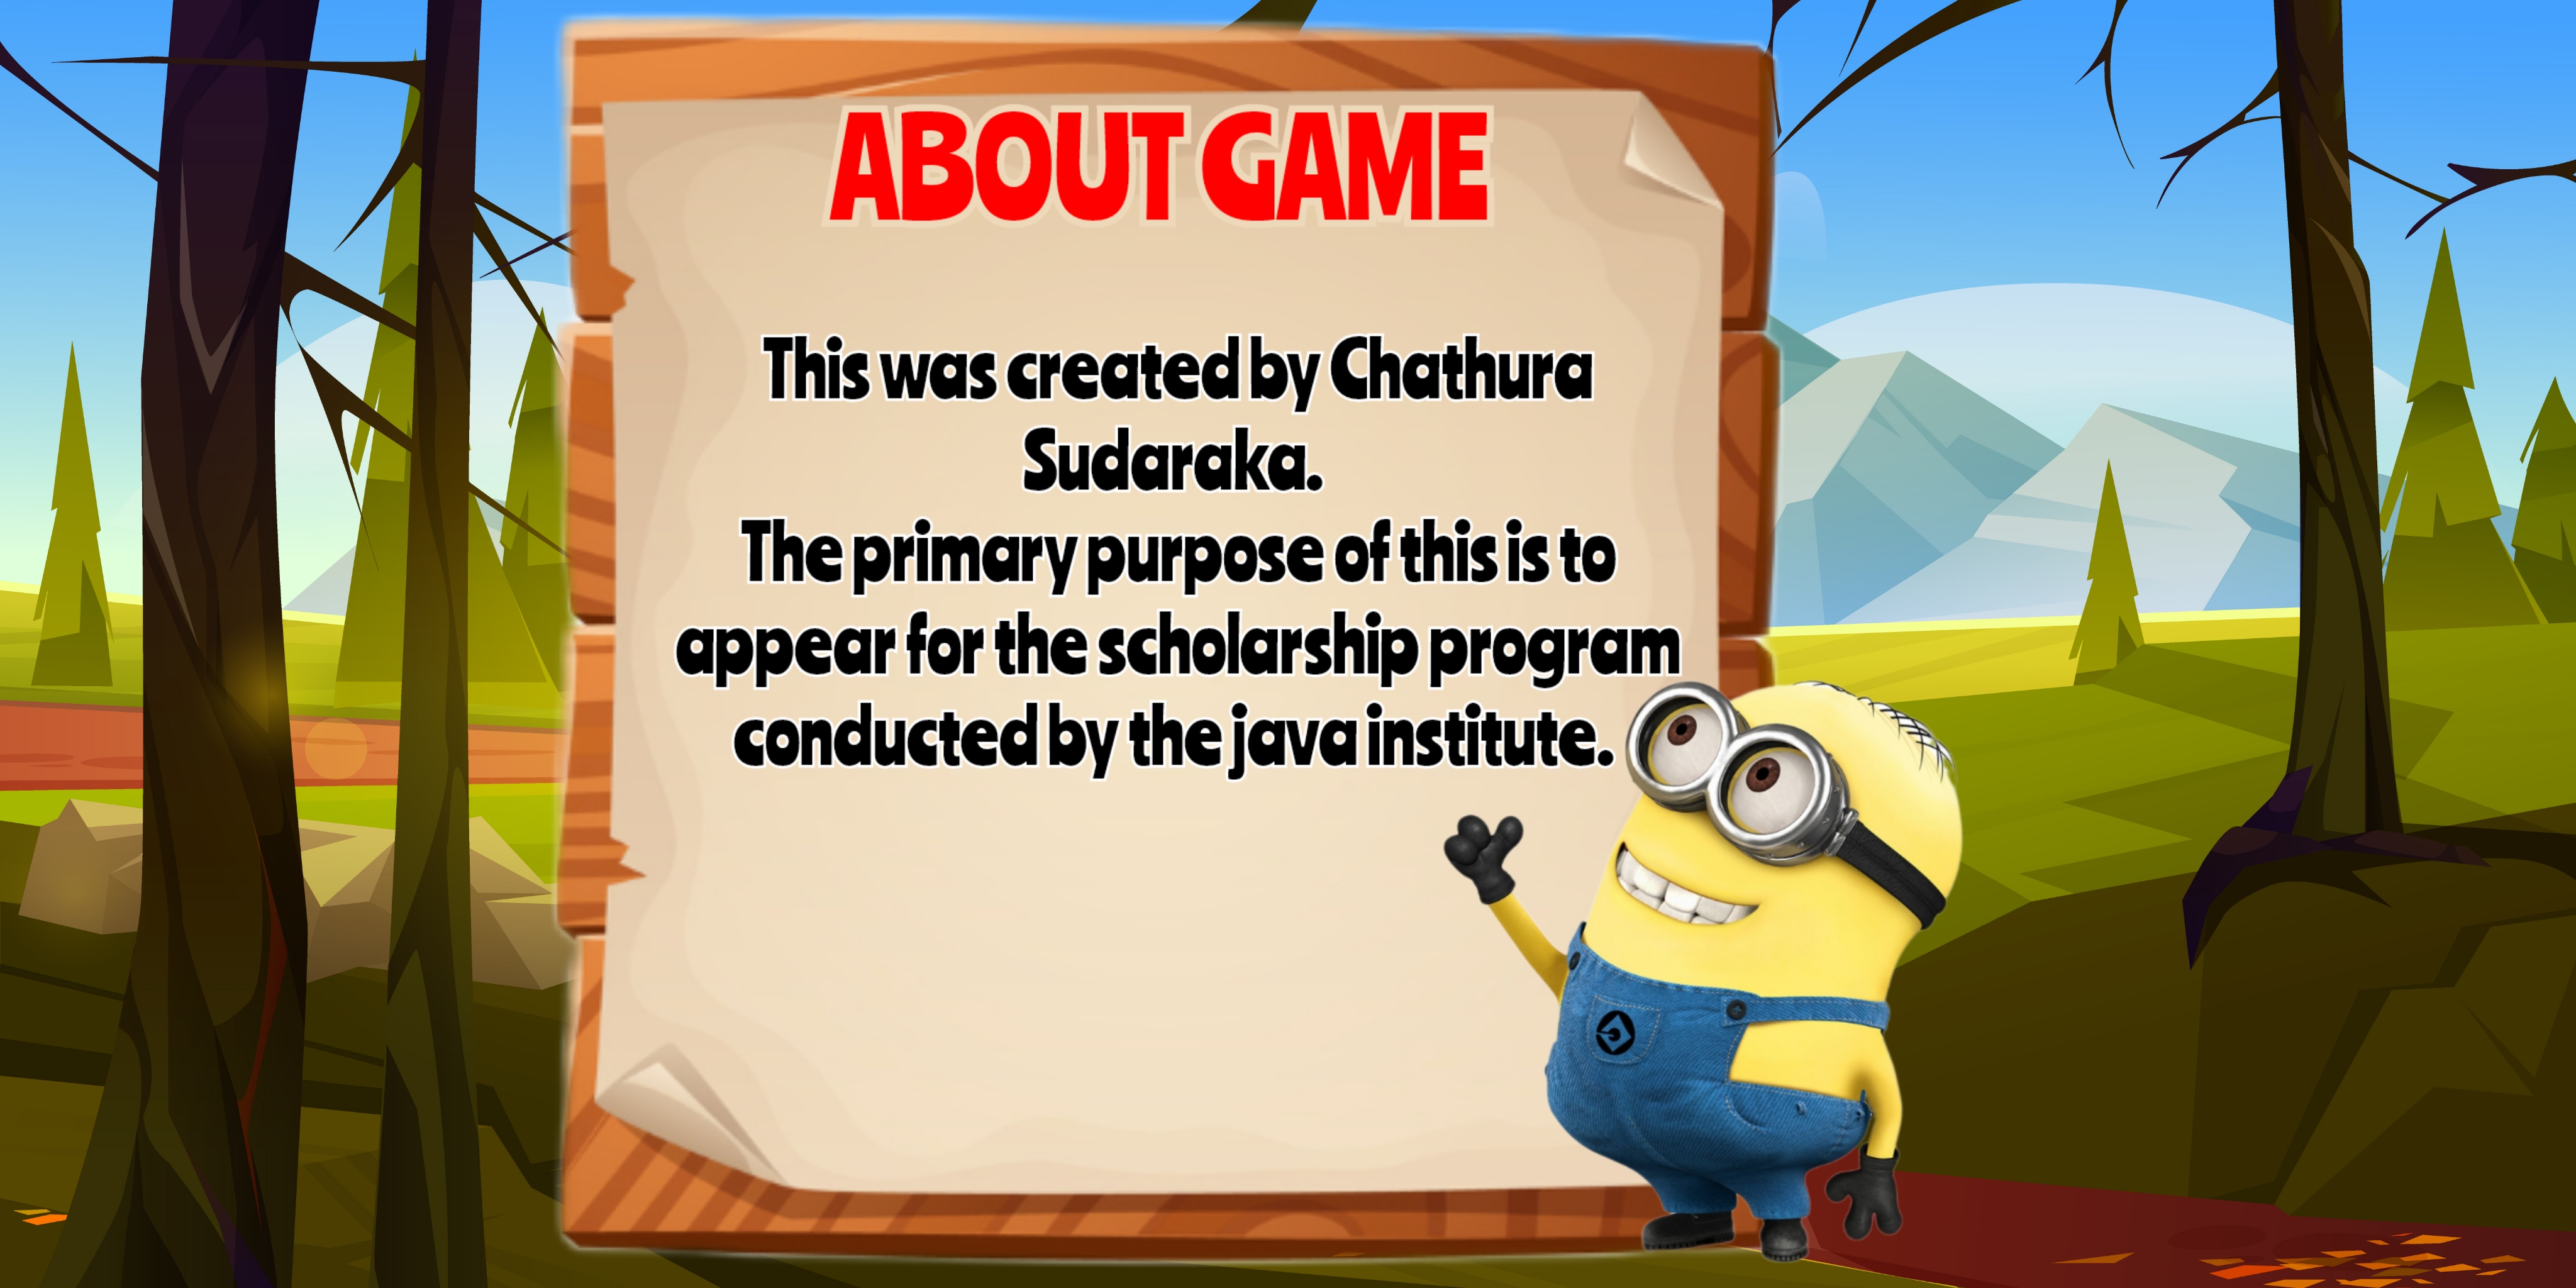 ABOUT GAME
This was created by Chathura
Sudaraka.
The primary purpose of this is to
appear for the scholarship program
conducted by the java institute.